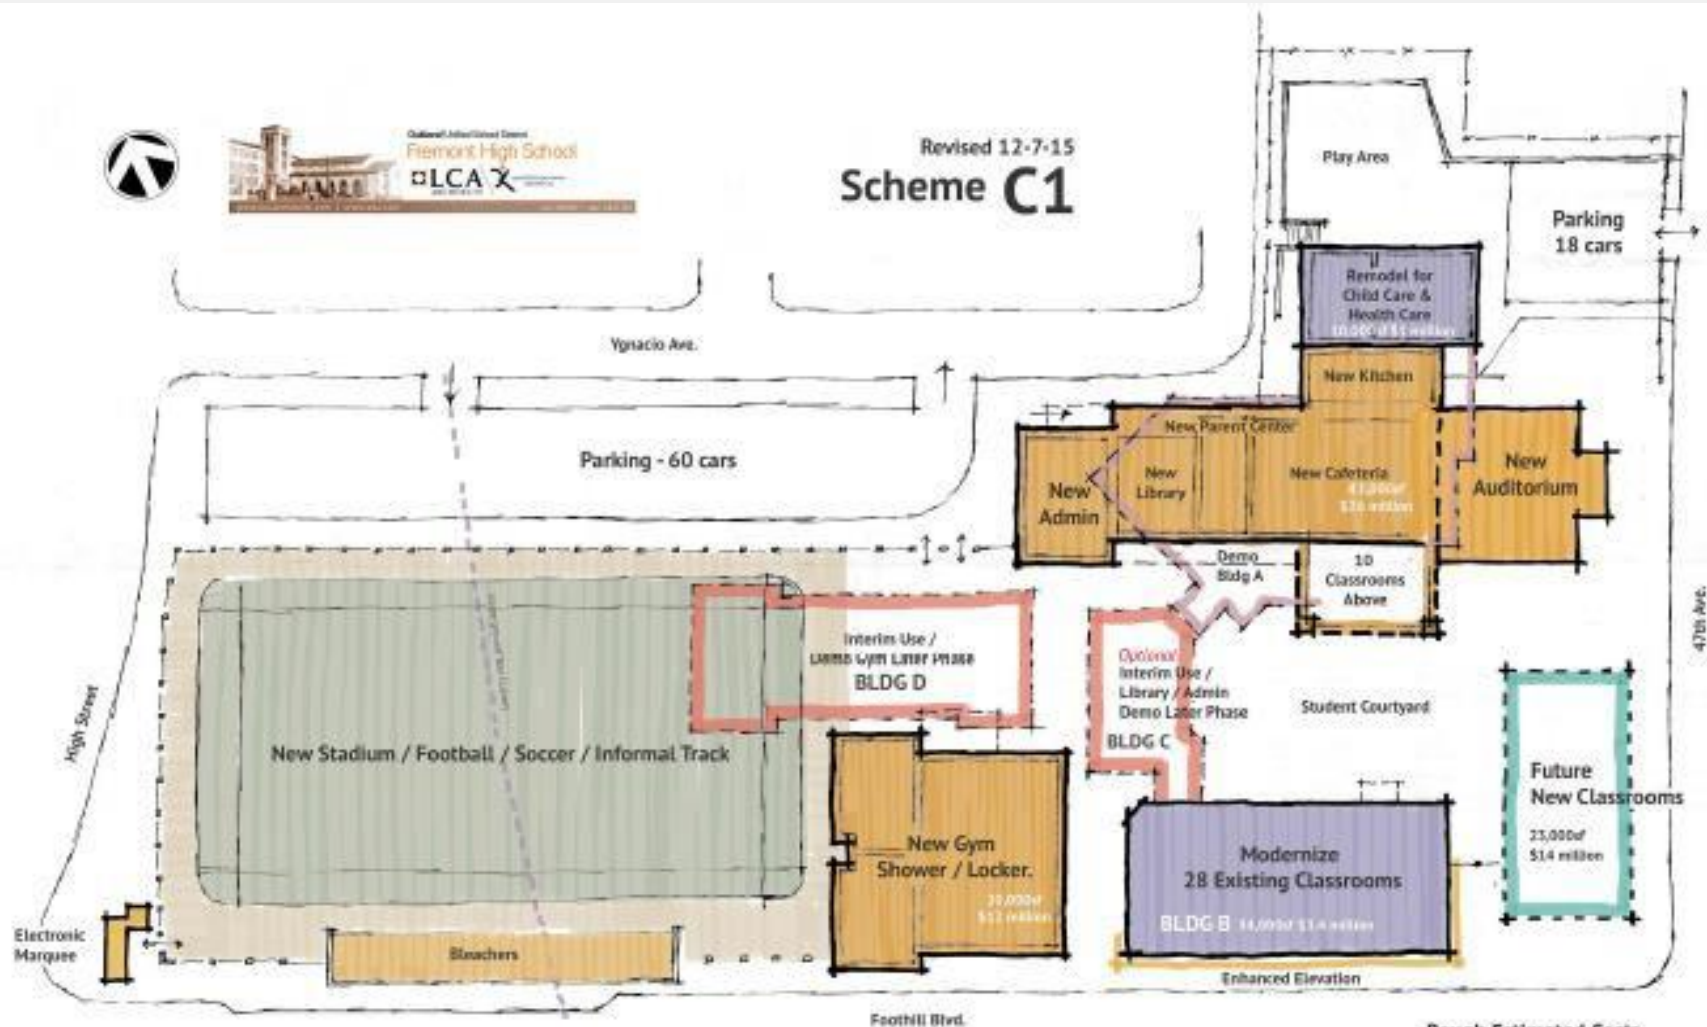 Fremont High School
LCA
Revised 12-7-15
Scheme C1
Play Area
Parking
18 cars
Remodel for
Child Care &
Health Care
New Kitchen
Ygnacio Ave.
Parking - 60 cars
New Parent Center
New
Library
New Cafeteria
New
Auditorium
New
Admin
Demo
Bldg A
10
Classrooms
Above
47th Ave.
Interim Use /
Demo Gym Later Phase
BLDG D
Optional
Interim Use /
Library / Admin
Demo Later Phase
BLDG C
Student Courtyard
High Street
New Stadium / Football / Soccer / Informal Track
Future
New Classrooms
23,000sf
$14 million
New Gym
Shower / Locker.
$12 million
Modernize
28 Existing Classrooms
BLDG B
Electronic
Marquee
Bleachers
Enhanced Elevation
Foothill Blvd.